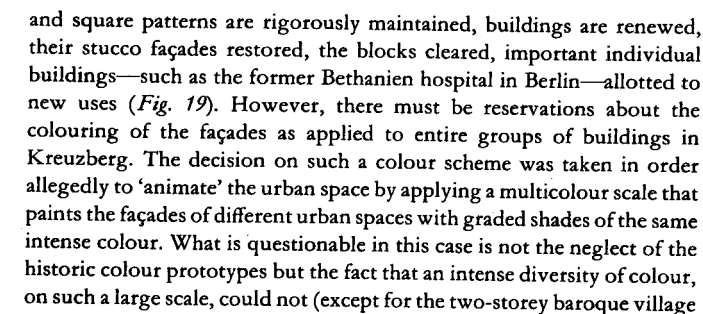 and square patterns are rigorously maintained, buildings are renewed,
their stucco façades restored, the blocks cleared, important individual
buildings—such as the former Bethanien hospital in Berlin—allotted to
new uses (Fig. 19). However, there must be reservations about the
colouring of the façades as applied to entire groups of buildings in
Kreuzberg. The decision on such a colour scheme was taken in order
allegedly to ‘animate’ the urban space by applying a multicolour scale that
paints the façades of different urban spaces with graded shades of the same
intense colour. What is questionable in this case is not the neglect of the
historic colour prototypes but the fact that an intense diversity of colour,
on such a large scale, could not (except for the two-storey baroque village